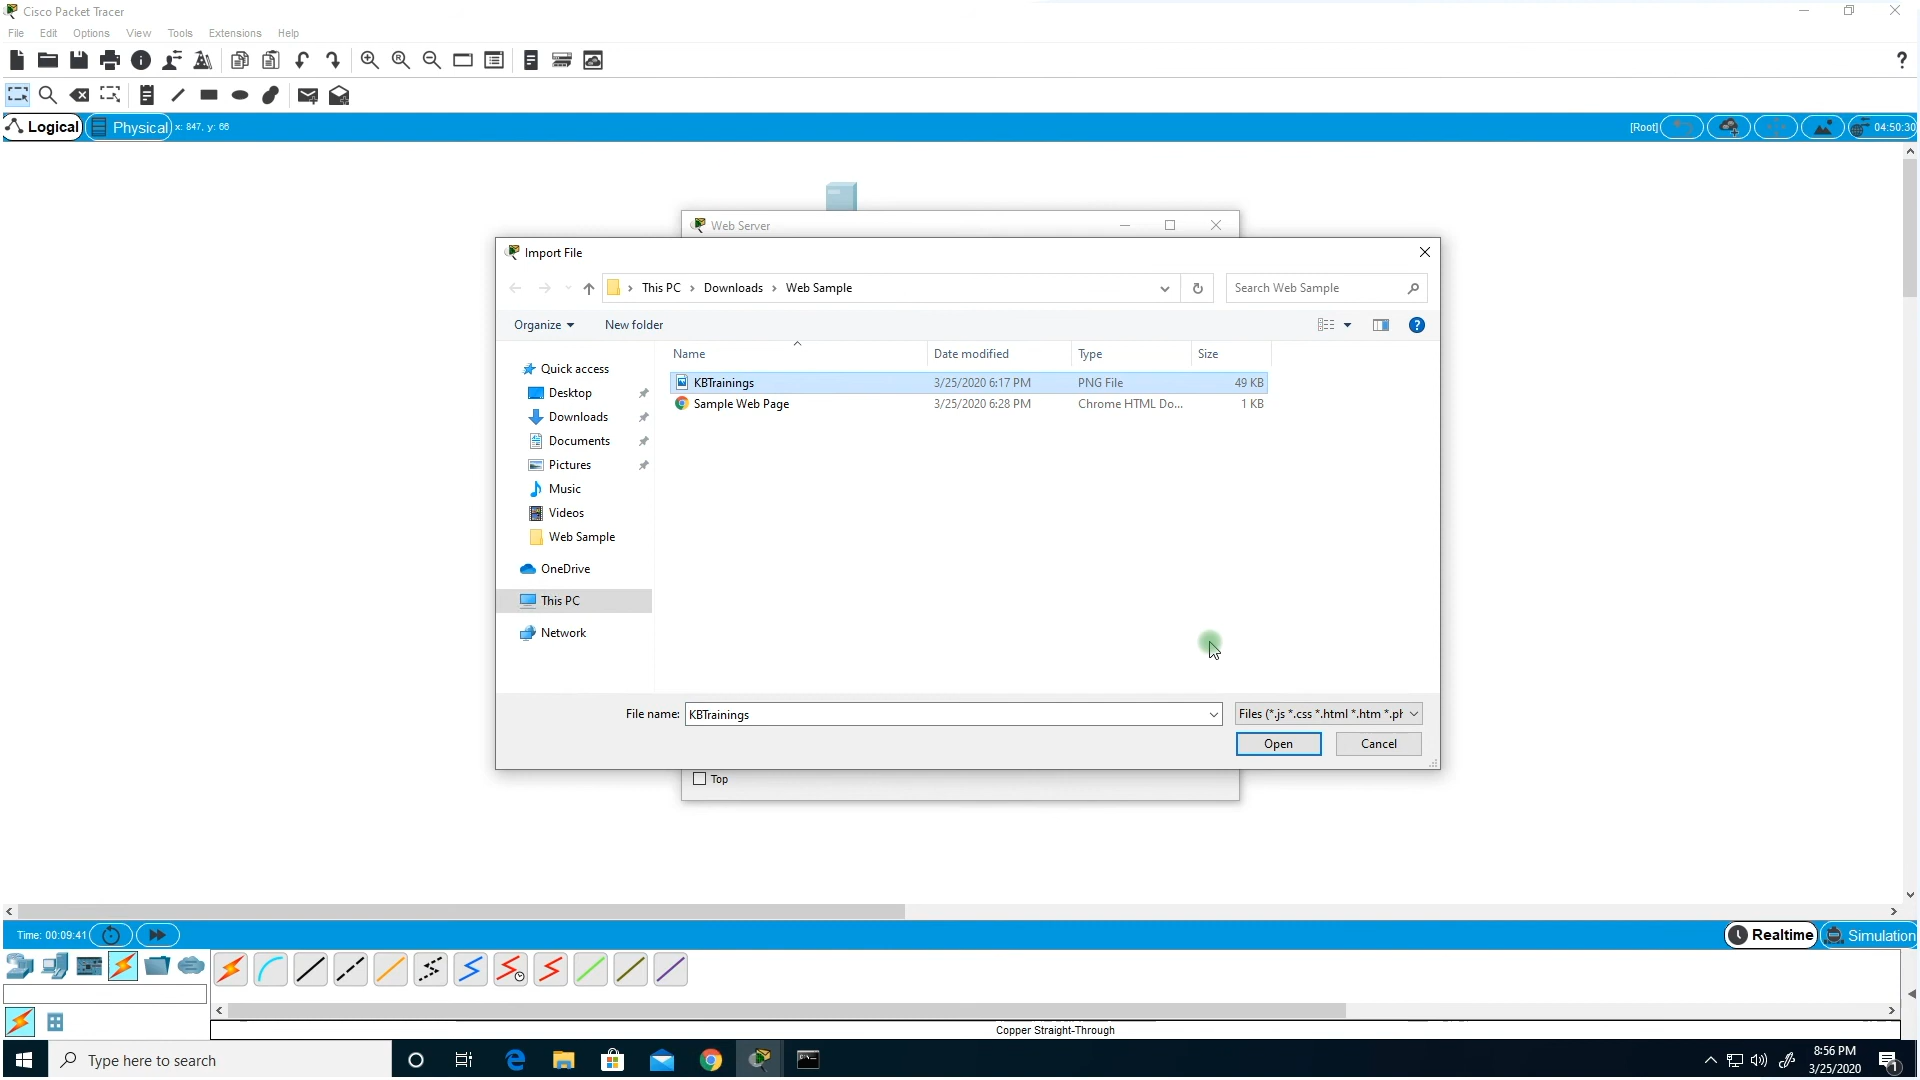 Cisco Packet Tracer
File Edit Options View Tools Extensions Help
?
Logical Physical x: 847, y: 66 [Root] 04:50:30
Web Server
Import File
This PC > Downloads > Web Sample
Search Web Sample
Organize New folder
?
Name Date modified Type Size
KBTrainings 3/25/2020 6:17 PM PNG File 49 KB
Sample Web Page 3/25/2020 6:28 PM Chrome HTML Do... 1 KB
Quick access
Desktop
Downloads
Documents
Pictures
Music
Videos
Web Sample
OneDrive
This PC
Network
File name: KBTrainings Files (*.js *.css *.html *.htm *.pł
Open Cancel
Top
Time: 00:09:41 Realtime Simulation
Copper Straight-Through
Type here to search
8:56 PM
3/25/2020
1